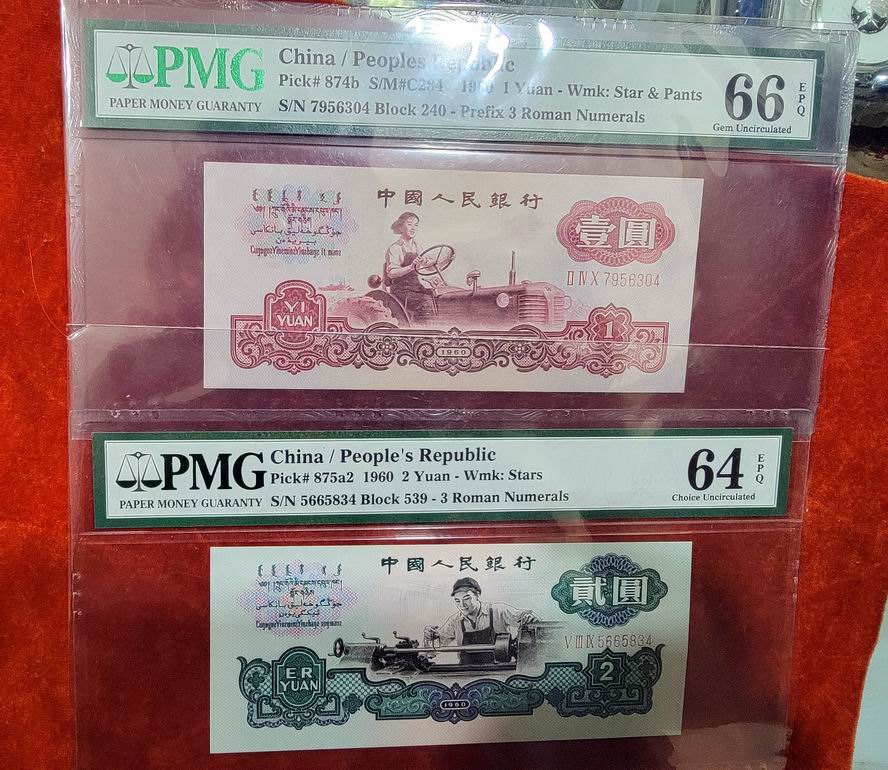 PMG
PAPER MONEY GUARANTY
China / Peoples Republic
Pick# 874b S/M#C284 1960 1 Yuan - Wmk: Star & Pants
S/N 7956304 Block 240 - Prefix 3 Roman Numerals
66
EPQ
Gem Uncirculated
中國人民銀行
壹圓
II IV X 7956304
YI
YUAN
1
1960
PMG
PAPER MONEY GUARANTY
China / People's Republic
Pick# 875a2 1960 2 Yuan - Wmk: Stars
S/N 5665834 Block 539 - 3 Roman Numerals
64
EPQ
Choice Uncirculated
中國人民銀行
貳圓
V III IX 5665834
ER
YUAN
2
1960